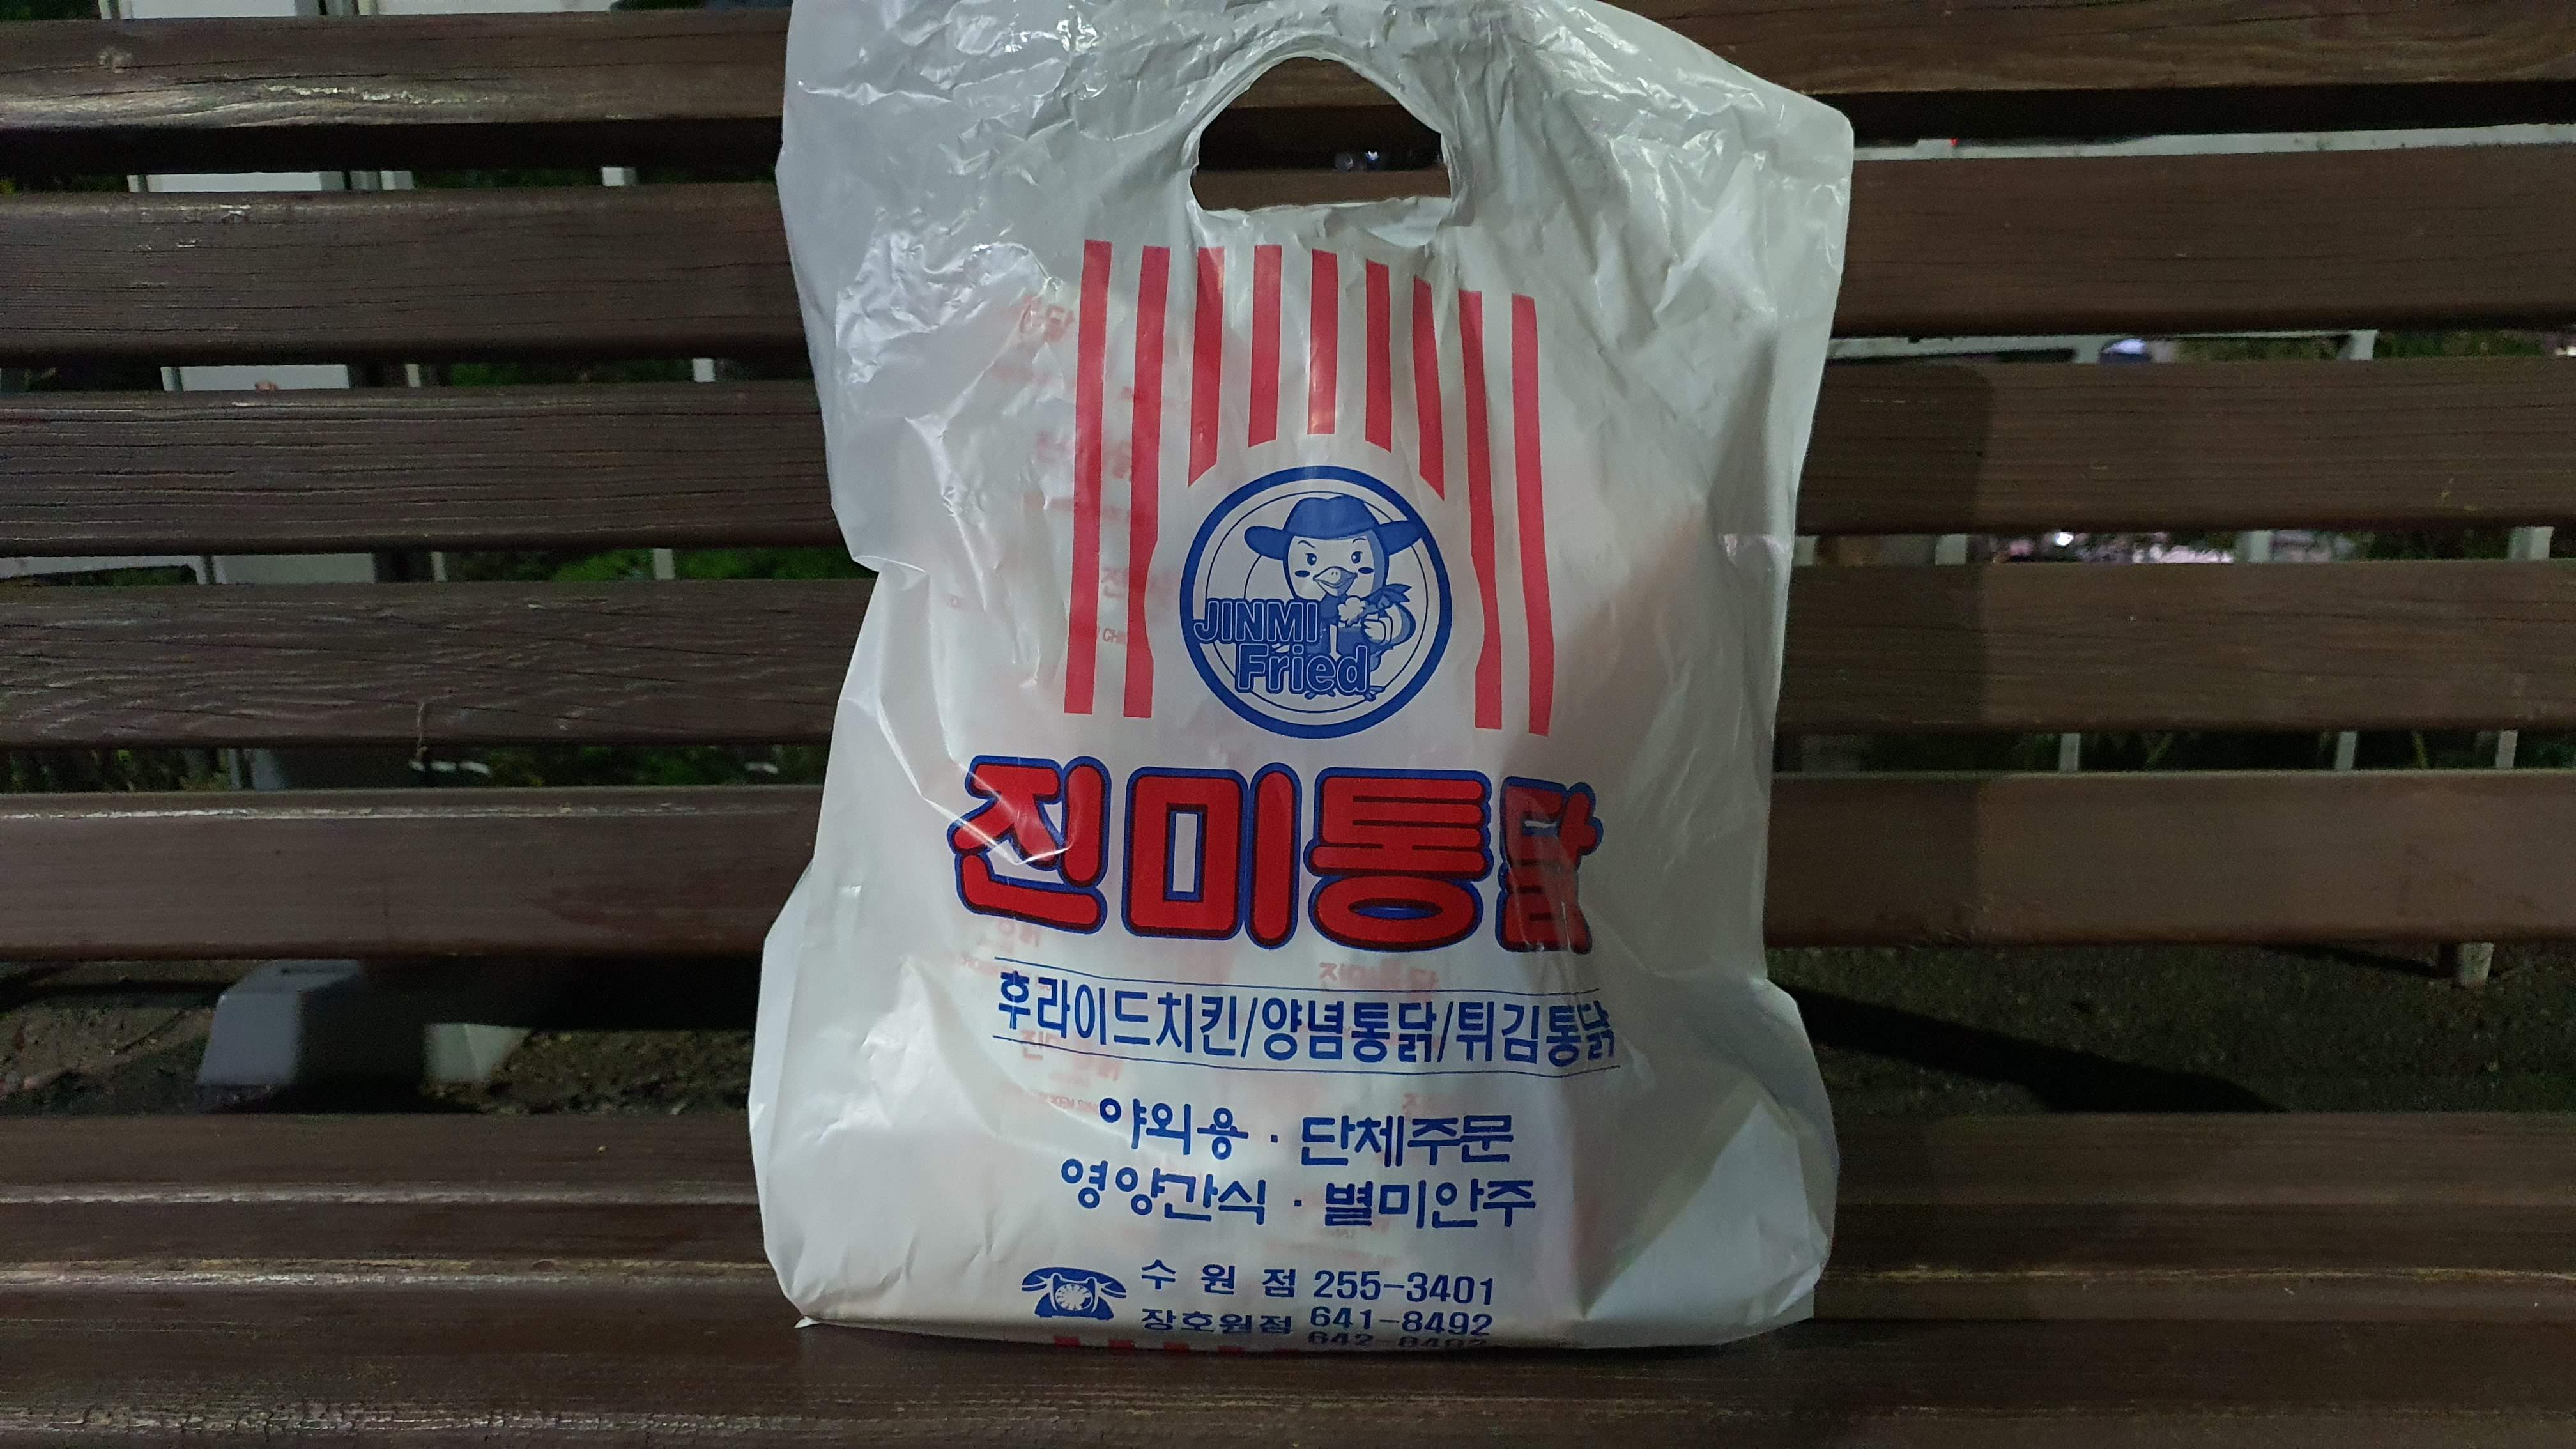 JINMI
Fried
진미통닭
후라이드치킨/양념통닭/튀김통닭
야외용 · 단체주문
영양간식 · 별미안주
수원점 255-3401
장호원점 641-8492
642-8492